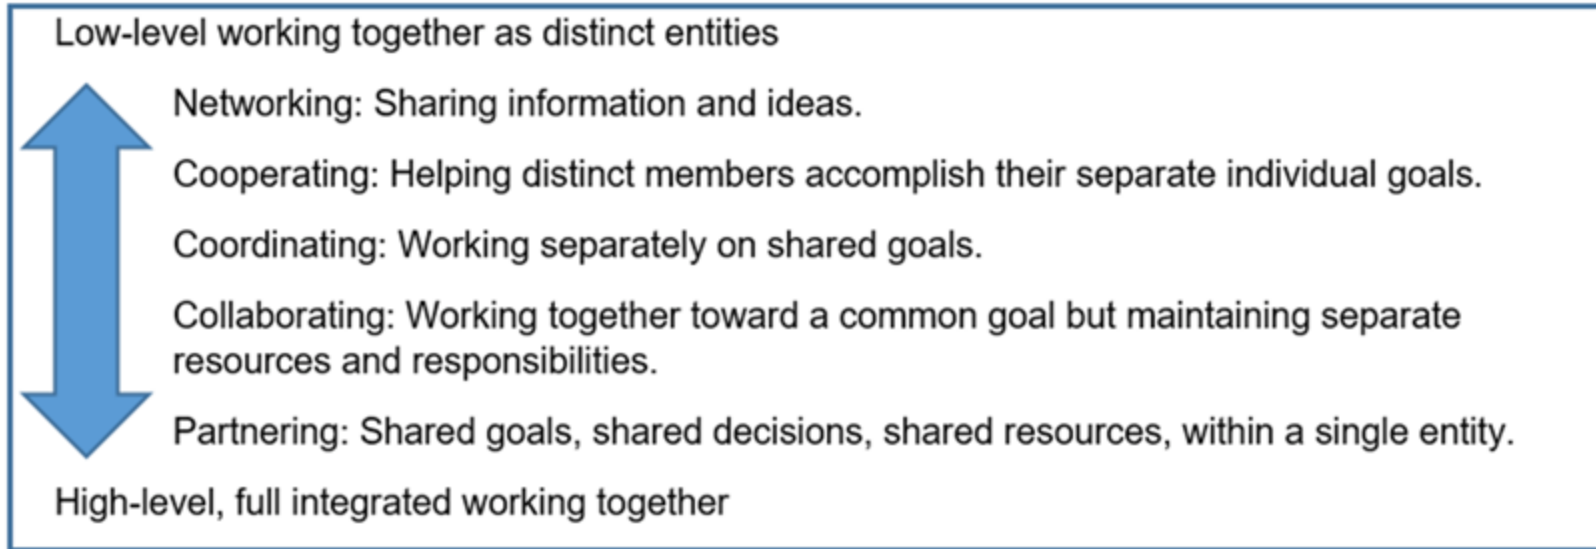 Low-level working together as distinct entities
Networking: Sharing information and ideas.
Cooperating: Helping distinct members accomplish their separate individual goals.
Coordinating: Working separately on shared goals.
Collaborating: Working together toward a common goal but maintaining separate
resources and responsibilities.
Partnering: Shared goals, shared decisions, shared resources, within a single entity.
High-level, full integrated working together